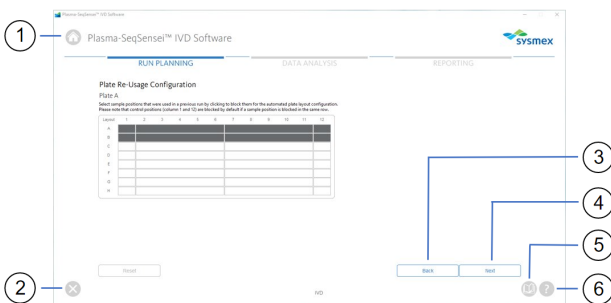 Plasma-SeqSensei™ IVD Software
1
Plasma-SeqSensei™ IVD Software
sysmex
RUN PLANNING
DATA ANALYSIS
REPORTING
Plate Re-Usage Configuration
Plate A
Select sample positions that were used in a previous run by clicking to block them for the automated plate layout configuration.
Please note that control positions (column 1 and 12) are blocked by default if a sample position is blocked in the same row.
Layout 1 2 3 4 5 6 7 8 9 10 11 12
A
B
C
D
E
F
G
H
3
4
5
Reset
Back
Next
2
IVD
?
6